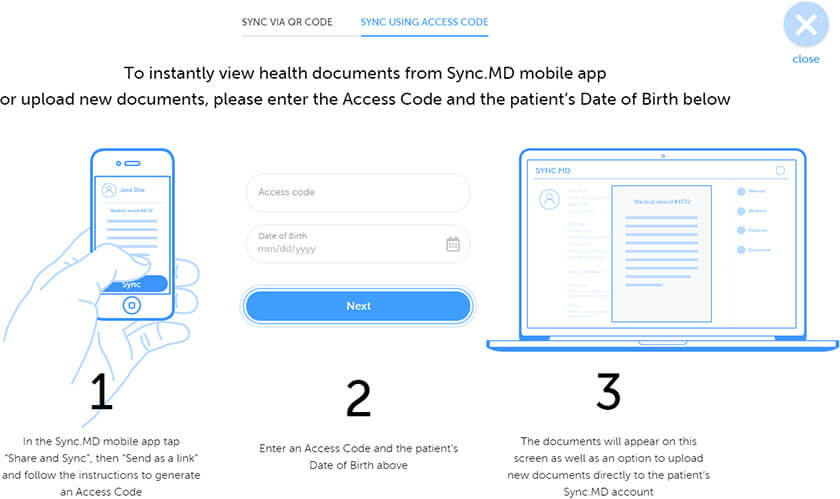 SYNC VIA QR CODE
SYNC USING ACCESS CODE
close
To instantly view health documents from Sync.MD mobile app
or upload new documents, please enter the Access Code and the patient's Date of Birth below
Jane Doe
Medical record #4732
Sync
Access code
Date of Birth
mm/dd/yyyy
Next
SYNC.MD
Medical record #4732
Documents
1
In the Sync.MD mobile app tap
“Share and Sync”, then “Send as a link”
and follow the instructions to generate
an Access Code
2
Enter an Access Code and the patient's
Date of Birth above
3
The documents will appear on this
screen as well as an option to upload
new documents directly to the patient's
Sync.MD account